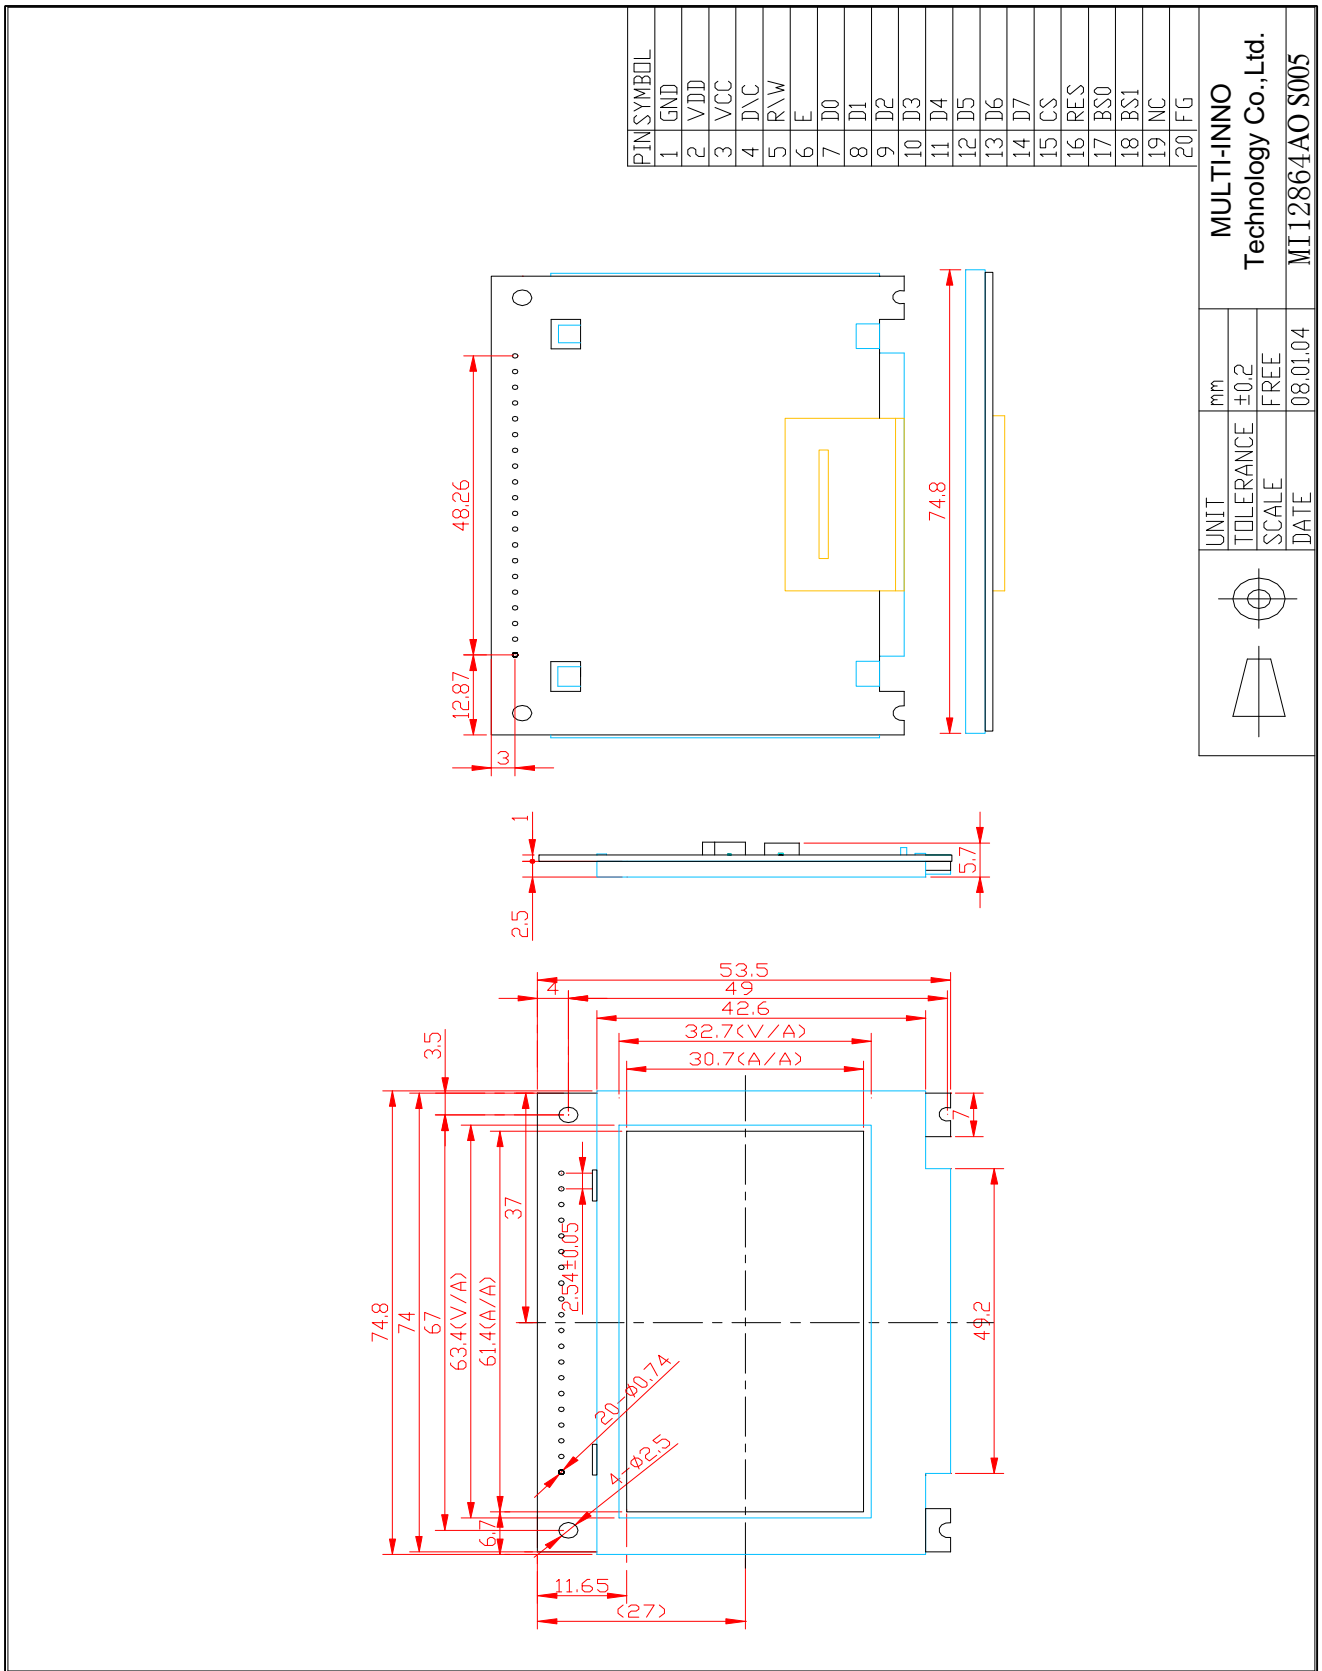 PIN SYMBOL
1 GND
2 VDD
3 VCC
4 D\C
5 R\W
6 E
7 D0
8 D1
9 D2
10 D3
11 D4
12 D5
13 D6
14 D7
15 CS
16 RES
17 BS0
18 BS1
19 NC
20 FG
MULTI-INNO
Technology Co.,Ltd.
MI12864AO S005
UNIT mm
TOLERANCE ±0.2
SCALE FREE
DATE 08.01.04
48.26
12.87
3
74.8
1
2.5
5.7
53.5
4
49
42.6
32.7(V/A)
30.7(A/A)
3.5
7
74.8
74
67
63.4(V/A)
61.4(A/A)
37
2.54±0.05
49.2
20-Ø0.74
4-Ø2.5
6.7
11.65
(27)